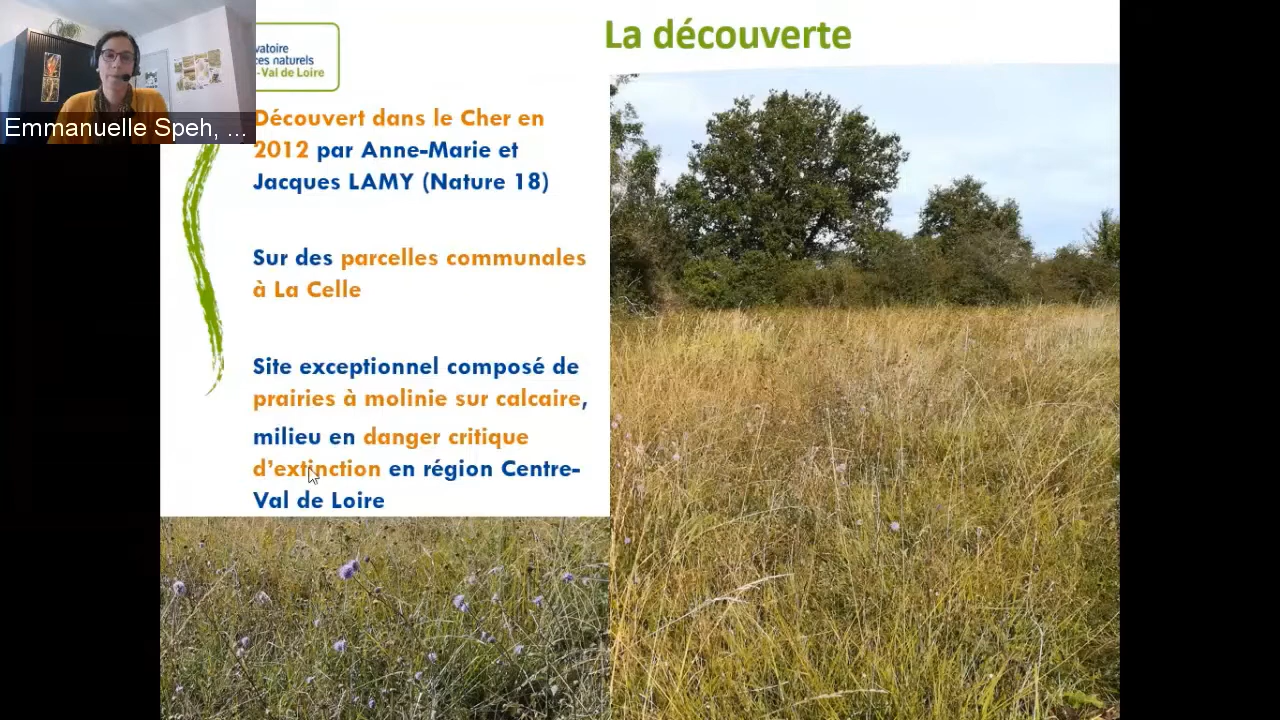 Emmanuelle Speh, ...
vatoire
ces naturels
-Val de Loire
La découverte
Découvert dans le Cher en
2012 par Anne-Marie et
Jacques LAMY (Nature 18)
Sur des parcelles communales
à La Celle
Site exceptionnel composé de
prairies à molinie sur calcaire,
milieu en danger critique
d’extinction en région Centre-
Val de Loire